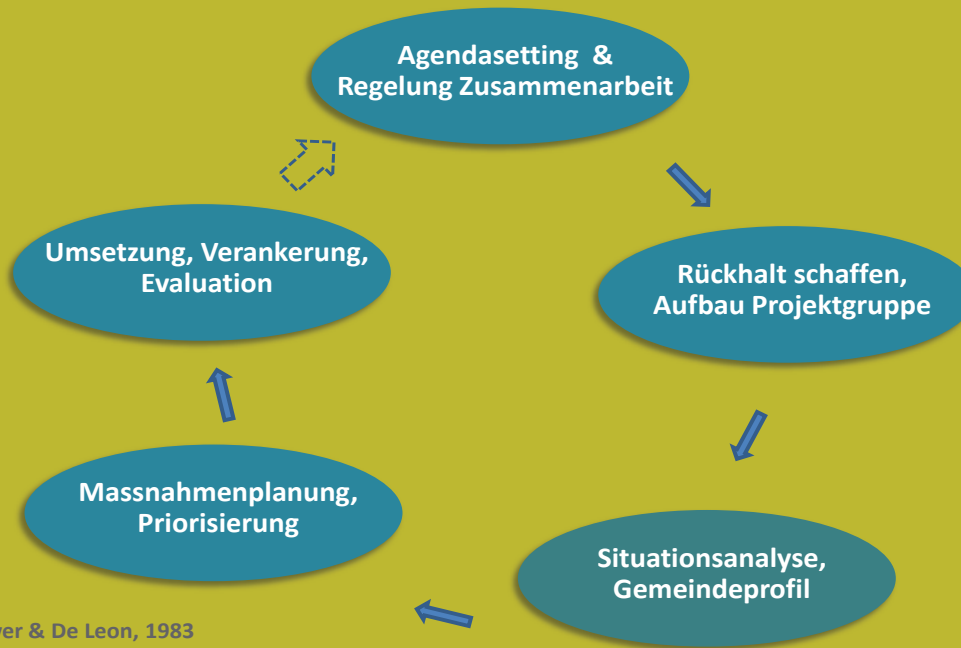 Agendasetting &
Regelung Zusammenarbeit
Rückhalt schaffen,
Aufbau Projektgruppe
Situationsanalyse,
Gemeindeprofil
Massnahmenplanung,
Priorisierung
Umsetzung, Verankerung,
Evaluation
& De Leon, 1983